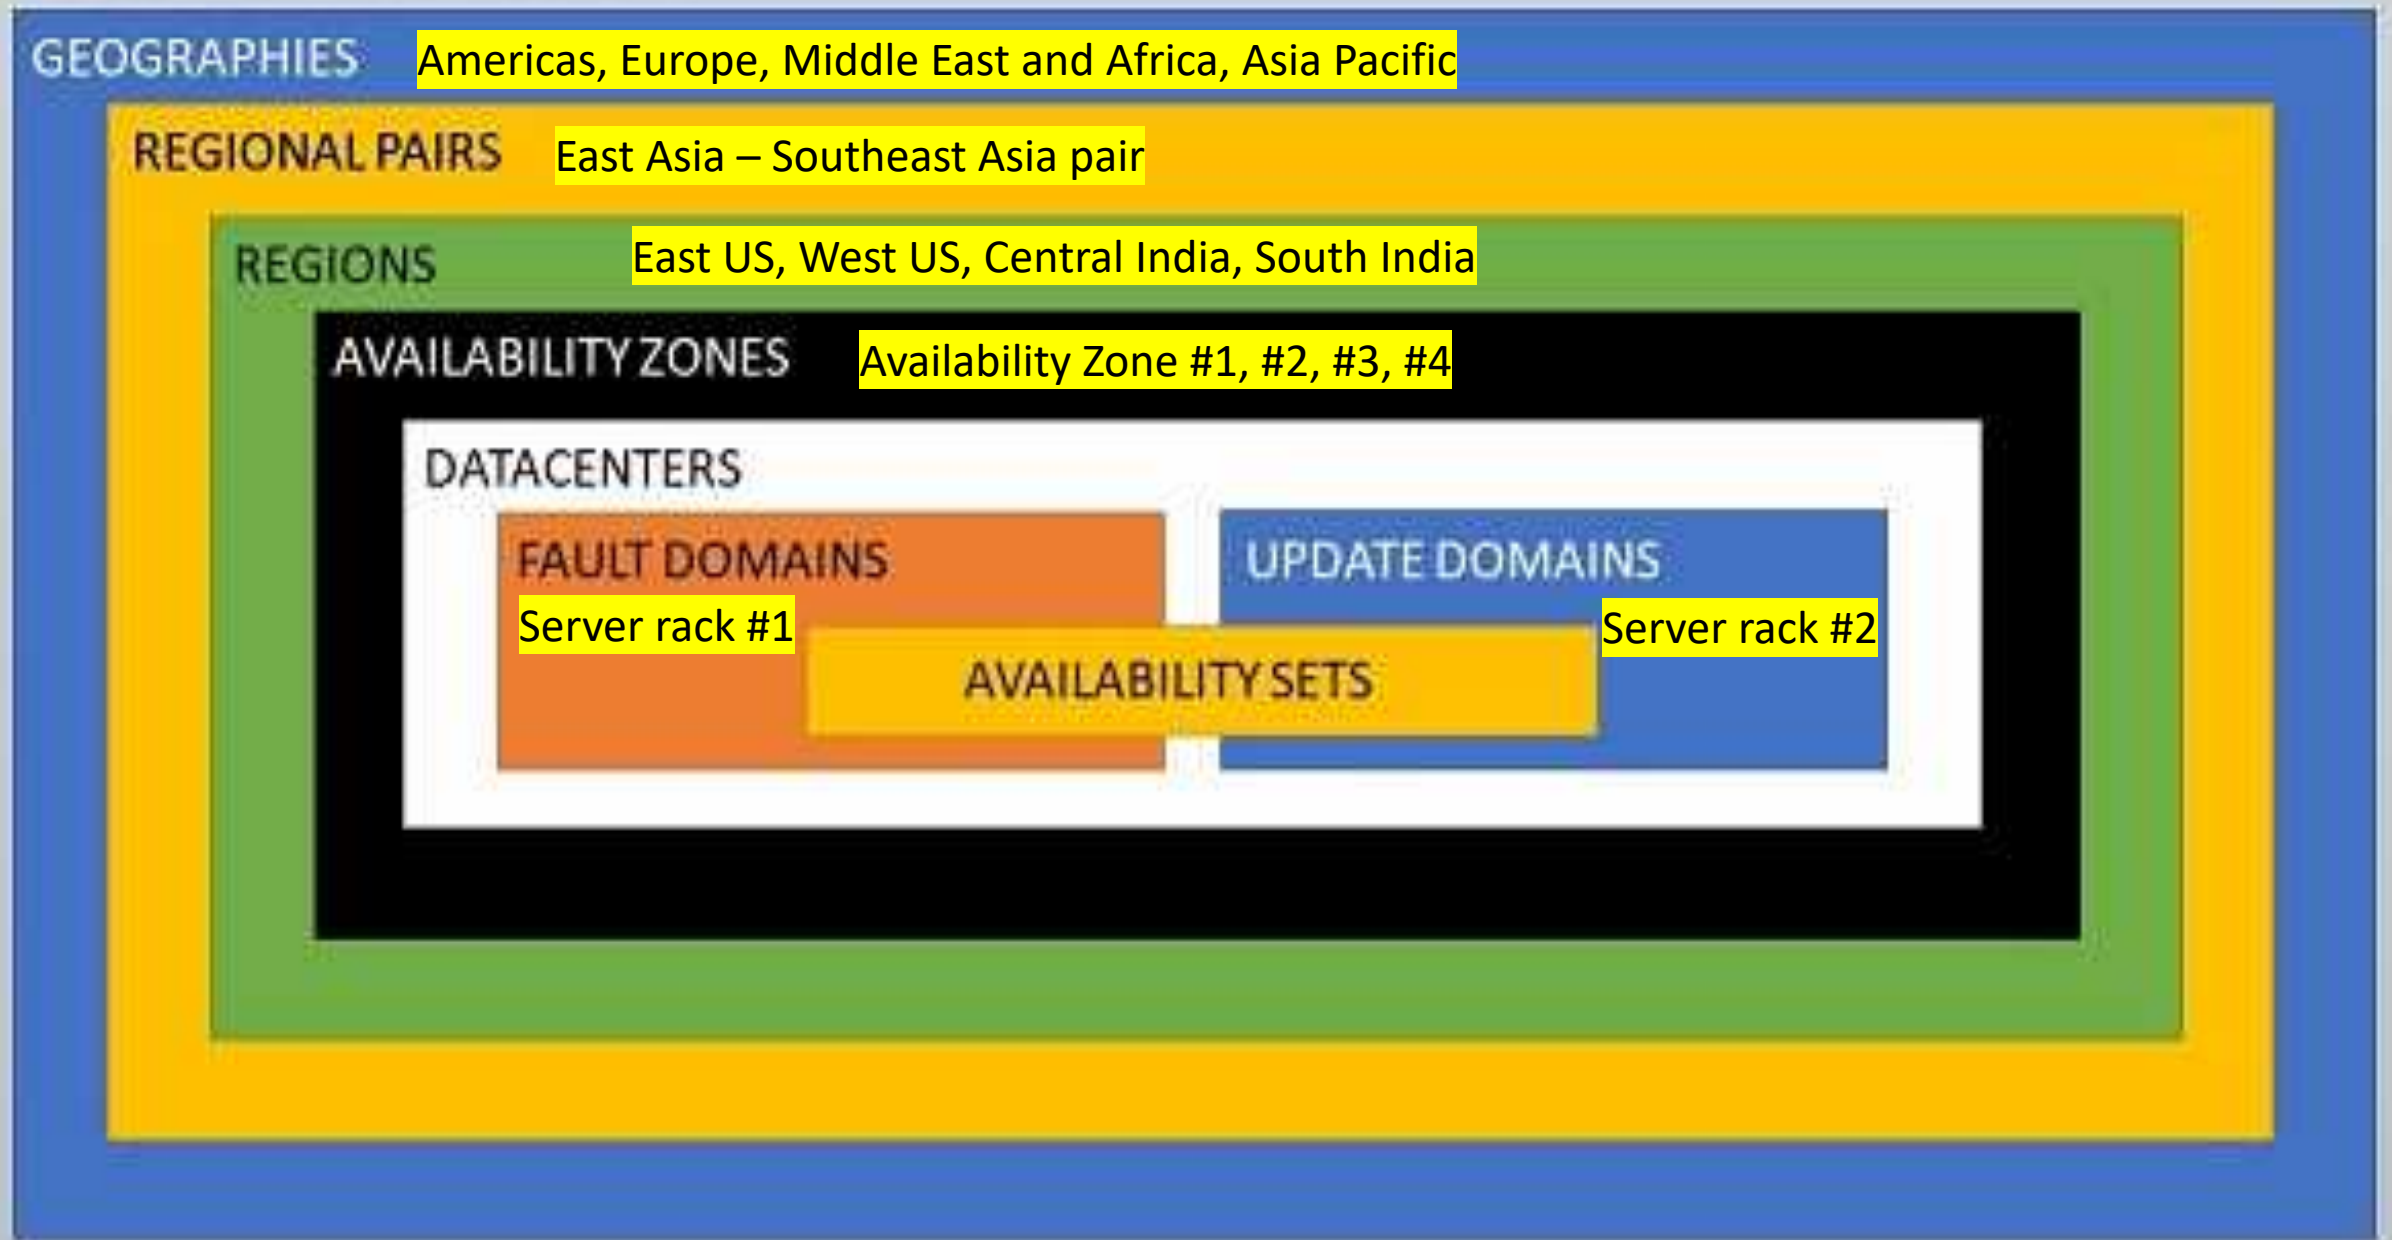 GEOGRAPHIES Americas, Europe, Middle East and Africa, Asia Pacific
REGIONAL PAIRS East Asia – Southeast Asia pair
REGIONS East US, West US, Central India, South India
AVAILABILITY ZONES Availability Zone #1, #2, #3, #4
DATACENTERS
FAULT DOMAINS
Server rack #1
UPDATE DOMAINS
Server rack #2
AVAILABILITY SETS